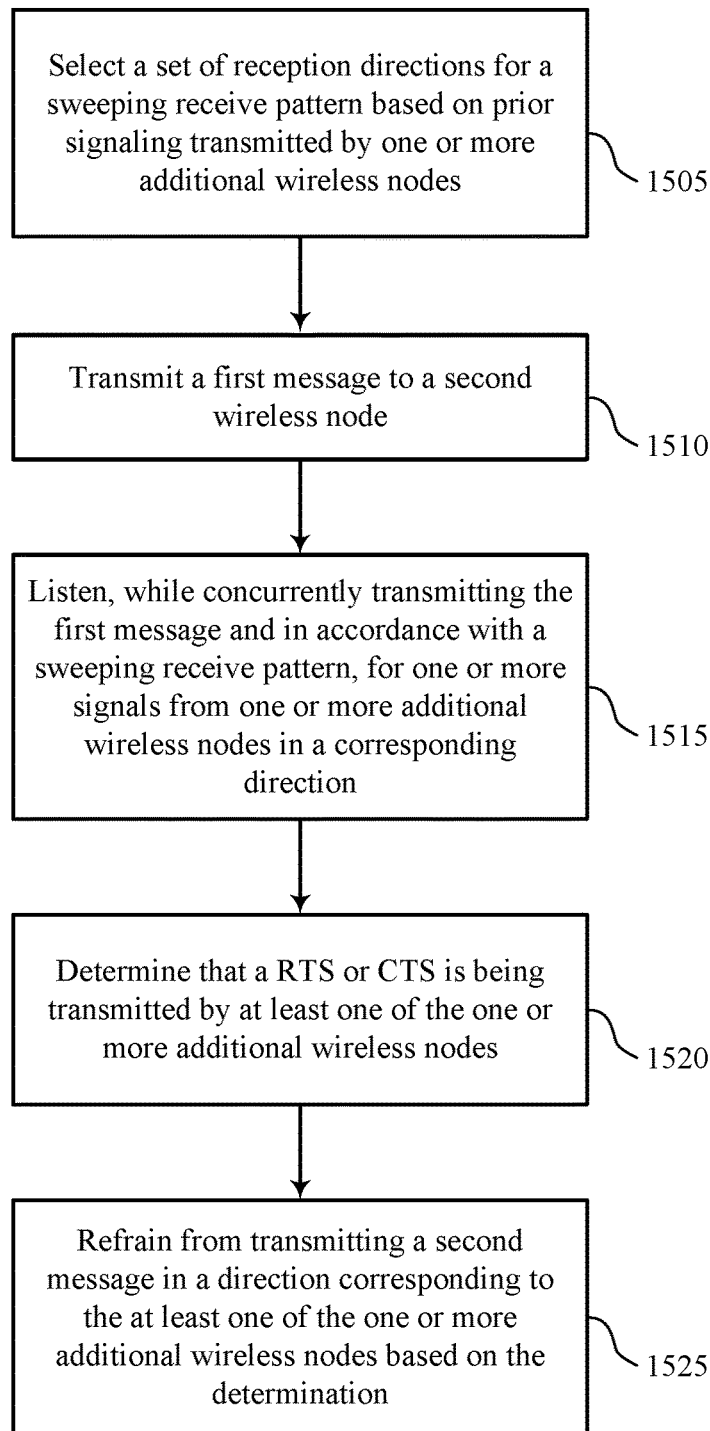 Select a set of reception directions for a
sweeping receive pattern based on prior
signaling transmitted by one or more
additional wireless nodes
1505
Transmit a first message to a second
wireless node
1510
Listen, while concurrently transmitting the
first message and in accordance with a
sweeping receive pattern, for one or more
signals from one or more additional
wireless nodes in a corresponding
direction
1515
Determine that a RTS or CTS is being
transmitted by at least one of the one or
more additional wireless nodes
1520
Refrain from transmitting a second
message in a direction corresponding to
the at least one of the one or more
additional wireless nodes based on the
determination
1525